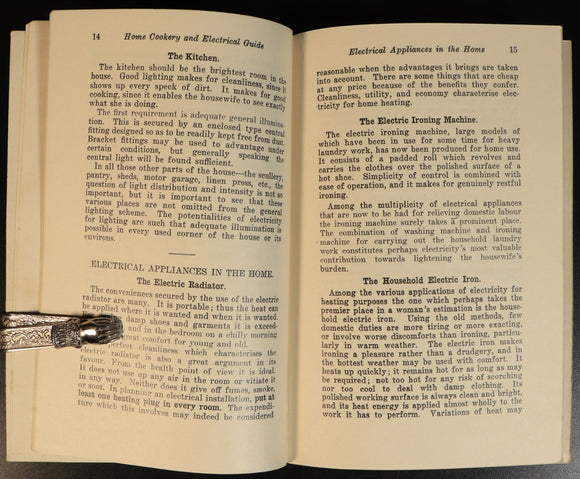 14 Home Cookery and Electrical Guide
The Kitchen.
The kitchen should be the brightest room in the
house. Good lighting makes for cleanliness, since it
shows up every speck of dirt. It makes for good
cooking, since it enables the housewife to see exactly
what she is doing.
The first requirement is adequate general illumina-
tion. This is secured by an enclosed type central
fitting designed so as to be readily kept free from dust.
Bracket fittings may be used to advantage under
certain conditions, but generally speaking the
central light will be found sufficient.
In all those other parts of the house—the scullery,
pantry, sheds, motor garage, linen press, etc., the
question of light distribution and intensity is not so
important, but it is important to see that these
various places are not omitted from the general
lighting scheme. The potentialities of electricity
for lighting are such that adequate illumination is
possible in every used corner of the house or its
environs.
ELECTRICAL APPLIANCES IN THE HOME.
The Electric Radiator.
The conveniences secured by the use of the electric
radiator are many. It is portable; thus the heat can
be applied where it is wanted and when it is wanted.
damp shoes and garments it is exceed-
and in the bedroom on a chilly morning
great comfort for young and old.
perfect cleanliness which characterises the
electric radiator is also a great argument in its
favour. From the health point of view it is ideal.
It does not use up any air in the room or vitiate it
in any way. Neither does it give off fumes, smoke,
or soot. In planning an electrical installation, put at
least one heating plug in every room. The expendi-
ture which this involves may indeed be considered
Electrical Appliances in the Home 15
reasonable when the advantages it brings are taken
into account. There are some things that are cheap
at any price because of the benefits they confer.
Cleanliness, utility, and economy characterise elec-
tricity for home heating.
The Electric Ironing Machine.
The electric ironing machine, large models of
which have been in use for some time for heavy
laundry work, has now been produced for home use.
It consists of a padded roll which revolves and
carries the clothes over the polished surface of a
hot shoe. Simplicity of control is combined with
ease of operation, and it makes for genuinely restful
ironing.
Among the multiplicity of electrical appliances
that are now to be had for relieving domestic labour
the ironing machine surely takes a prominent place.
The combination of washing machine and ironing
machine for carrying out the household laundry
work constitutes perhaps electricity's most valuable
contribution towards lightening the housewife's
burden.
The Household Electric Iron.
Among the various applications of electricity for
heating purposes the one which perhaps takes the
premier place in a woman's estimation is the house-
hold electric iron. Using the old methods, few
domestic duties are more tiring or more exacting,
or involve worse discomforts than ironing, particu-
larly in warm weather. The electric iron makes
ironing a pleasure rather than a drudgery, and in
the hottest weather may be used with comfort. It
heats up quickly; it remains hot for as long as may
be required; not too hot for any risk of scorching
nor too cool to deal with damp clothing. Its
polished working surface is always clean and bright,
and its heat energy is applied almost wholly to the
work it has to perform. Variations of heat may